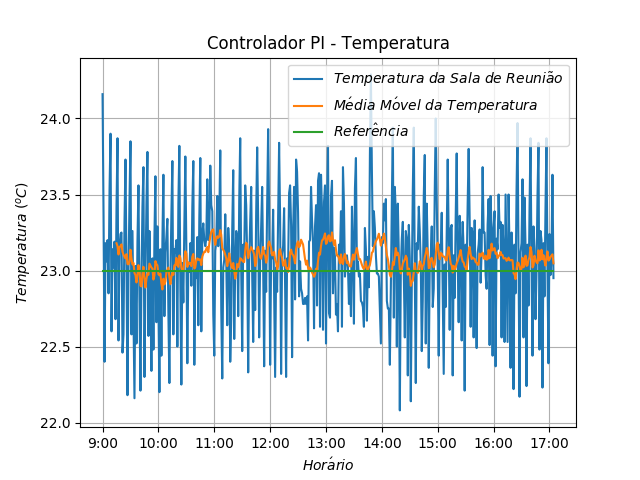 Controlador PI - Temperatura
Temperatura da Sala de Reunião
Média Móvel da Temperatura
Referência
Temperatura (ºC)
24.0
23.5
23.0
22.5
22.0
9:00 10:00 11:00 12:00 13:00 14:00 15:00 16:00 17:00
Horário